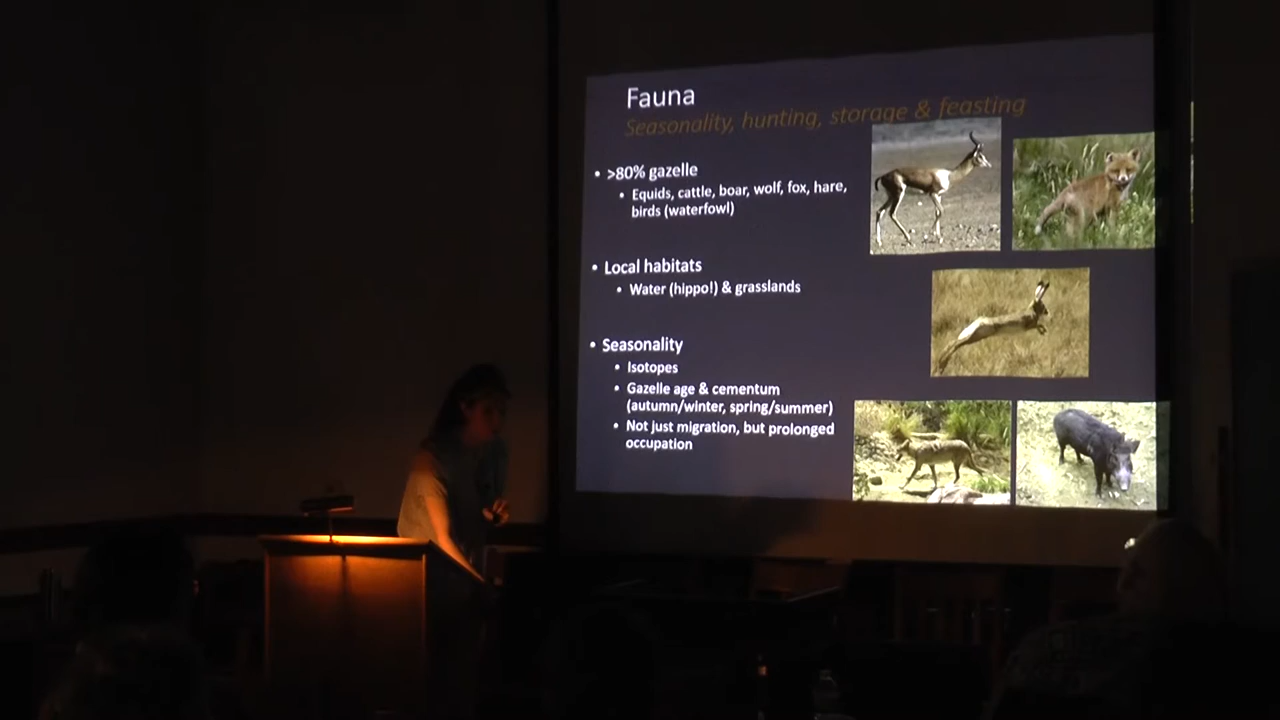 Fauna
Seasonality, hunting, storage & feasting
• >80% gazelle
• Equids, cattle, boar, wolf, fox, hare,
birds (waterfowl)
• Local habitats
• Water (hippo!) & grasslands
• Seasonality
• Isotopes
• Gazelle age & cementum
(autumn/winter, spring/summer)
• Not just migration, but prolonged
occupation